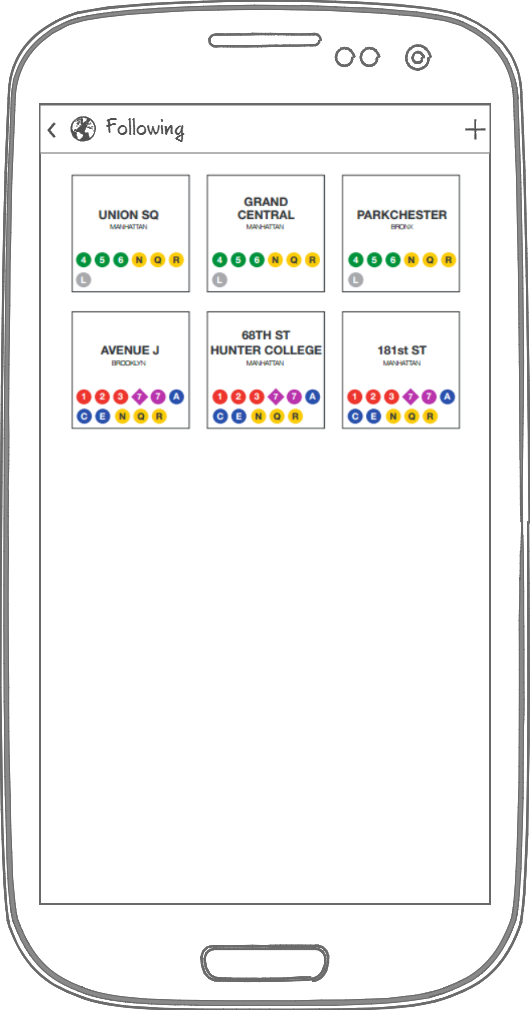 Following
UNION SQ
MANHATTAN
4 5 6 N Q R
L
GRAND
CENTRAL
MANHATTAN
4 5 6 N Q R
L
PARKCHESTER
BRONX
4 5 6 N Q R
L
AVENUE J
BROOKLYN
1 2 3 7 7 A
C E N Q R
68TH ST
HUNTER COLLEGE
MANHATTAN
1 2 3 7 7 A
C E N Q R
181st ST
MANHATTAN
1 2 3 7 7 A
C E N Q R